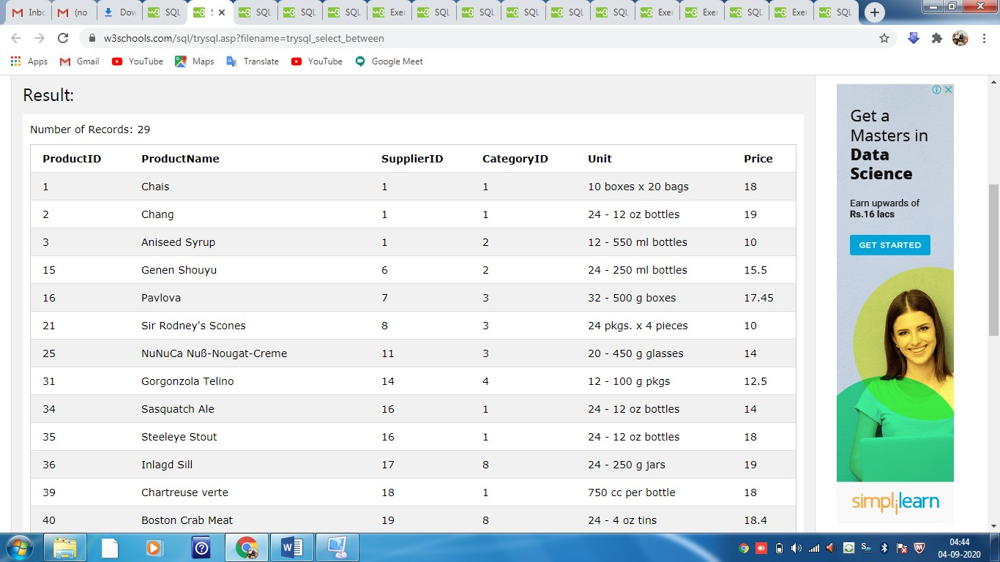 Inbc
(no
Dow
SQL
S
SQL
SQL
SQL
Exer
SQL
SQL
SQL
SQL
SQL
Exer
Exer
SQL
Exer
SQL
w3schools.com/sql/trysql.asp?filename=trysql_select_between
Apps Gmail YouTube Maps Translate YouTube Google Meet
Result:
Number of Records: 29
ProductID ProductName SupplierID CategoryID Unit Price
1 Chais 1 1 10 boxes x 20 bags 18
2 Chang 1 1 24 - 12 oz bottles 19
3 Aniseed Syrup 1 2 12 - 550 ml bottles 10
15 Genen Shouyu 6 2 24 - 250 ml bottles 15.5
16 Pavlova 7 3 32 - 500 g boxes 17.45
21 Sir Rodney's Scones 8 3 24 pkgs. x 4 pieces 10
25 NuNuCa Nuß-Nougat-Creme 11 3 20 - 450 g glasses 14
31 Gorgonzola Telino 14 4 12 - 100 g pkgs 12.5
34 Sasquatch Ale 16 1 24 - 12 oz bottles 14
35 Steeleye Stout 16 1 24 - 12 oz bottles 18
36 Inlagd Sill 17 8 24 - 250 g jars 19
39 Chartreuse verte 18 1 750 cc per bottle 18
40 Boston Crab Meat 19 8 24 - 4 oz tins 18.4
Get a
Masters in
Data
Science
Earn upwards of
Rs.16 lacs
GET STARTED
simplilearn
04:44
04-09-2020